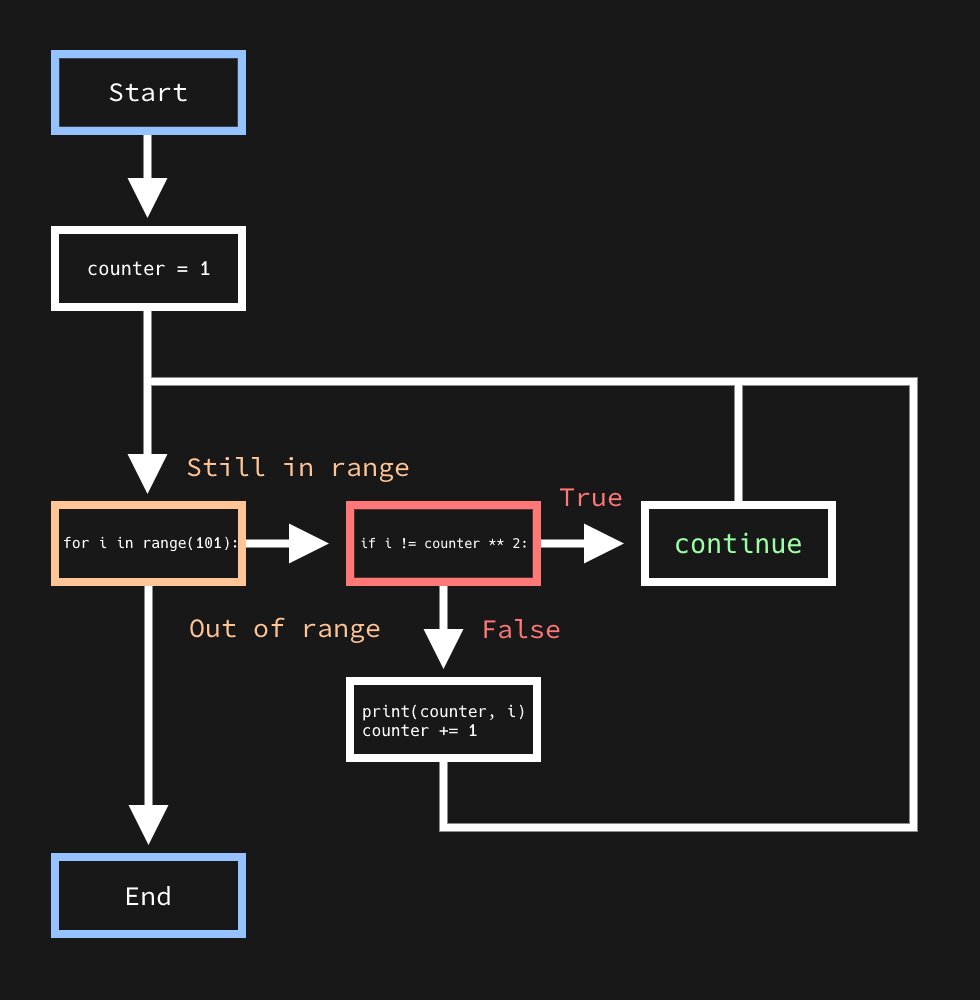 Start
counter = 1
Still in range
True
for i in range(101):
if i != counter ** 2:
continue
Out of range
False
print(counter, i)
counter += 1
End